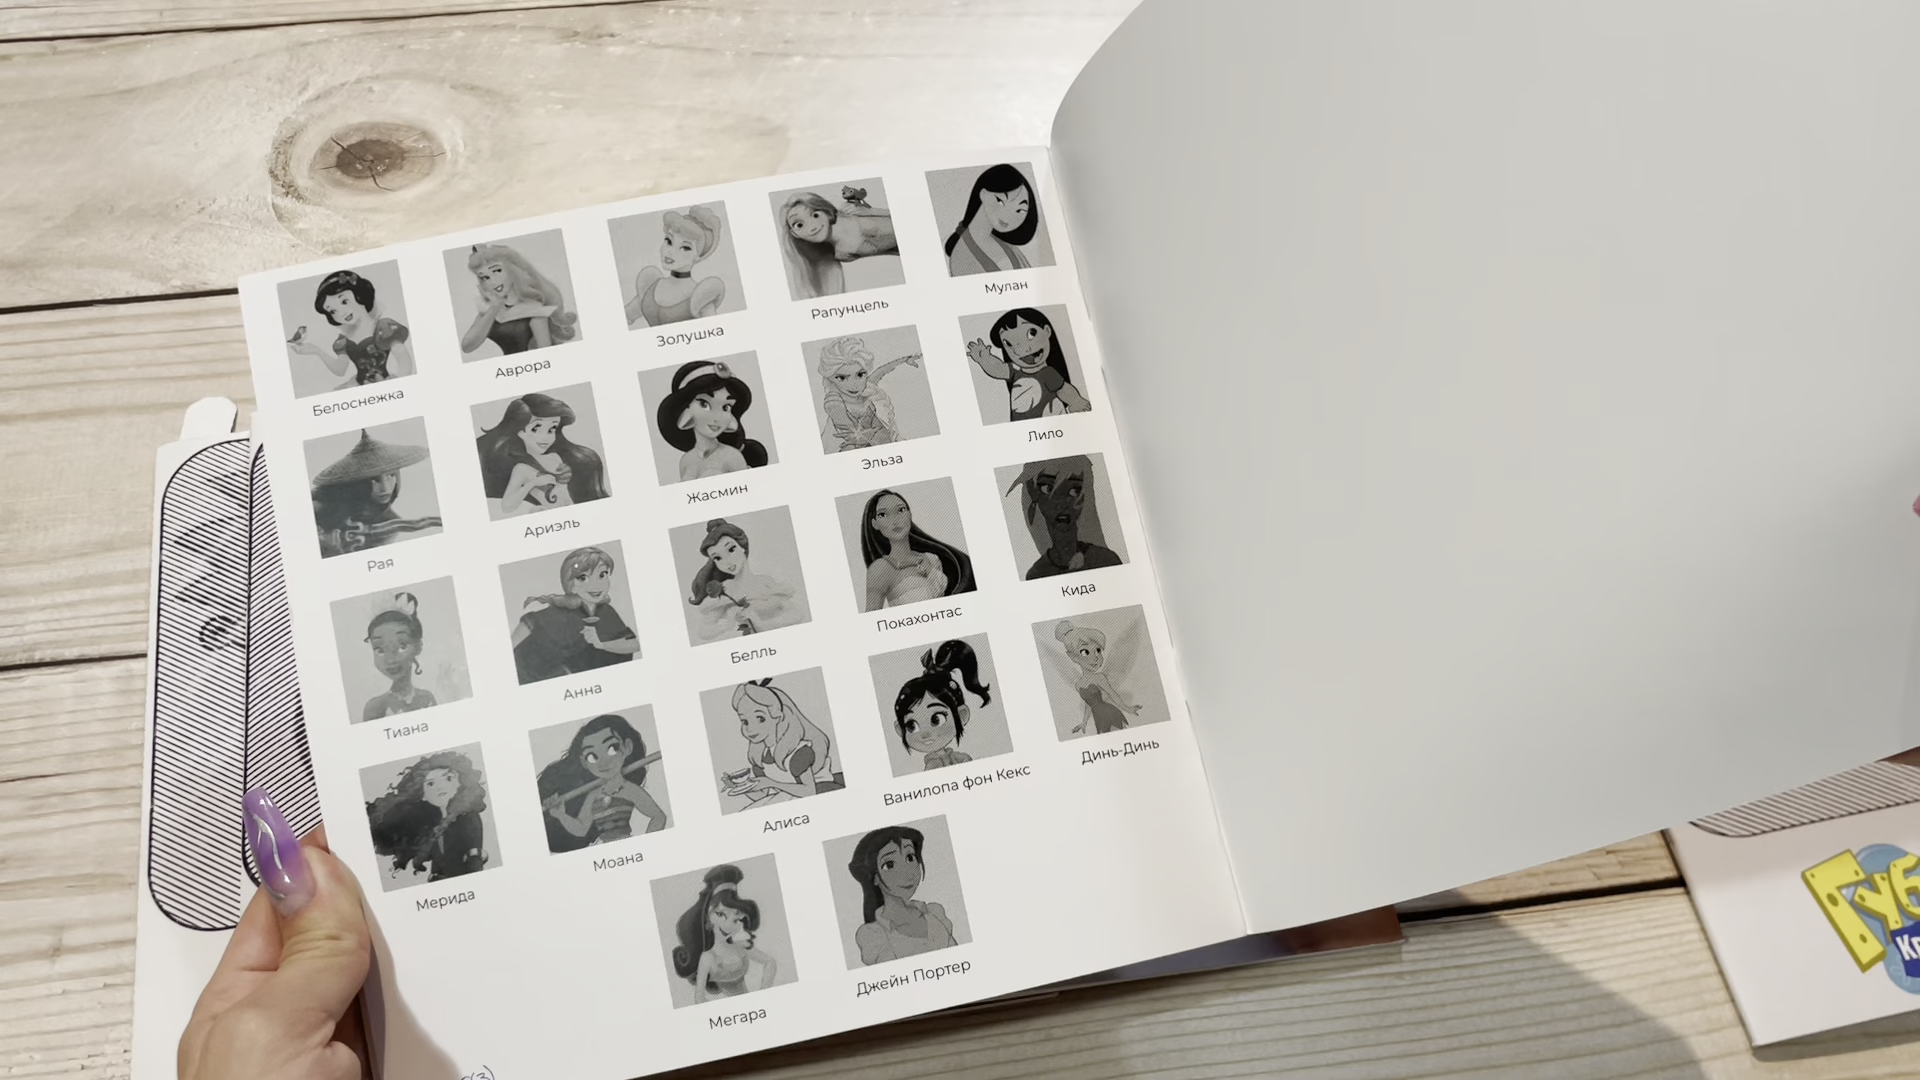 Белоснежка
Аврора
Золушка
Рапунцель
Мулан
Рая
Ариэль
Жасмин
Эльза
Лило
Тиана
Анна
Белль
Покахонтас
Кида
Мерида
Моана
Алиса
Ванилопа фон Кекс
Динь-Динь
Мегара
Джейн Портер